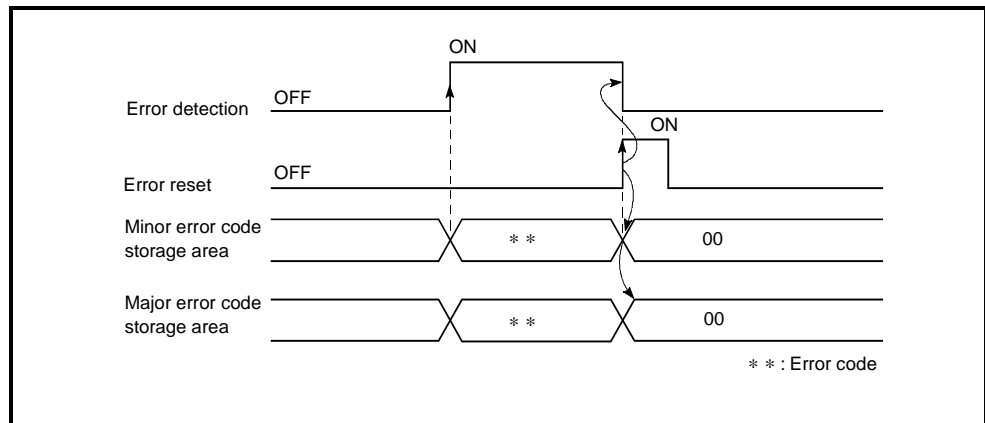 ON
Error detection OFF
ON
Error reset OFF
Minor error code
storage area
* * 00
Major error code
storage area
* * 00
* * : Error code